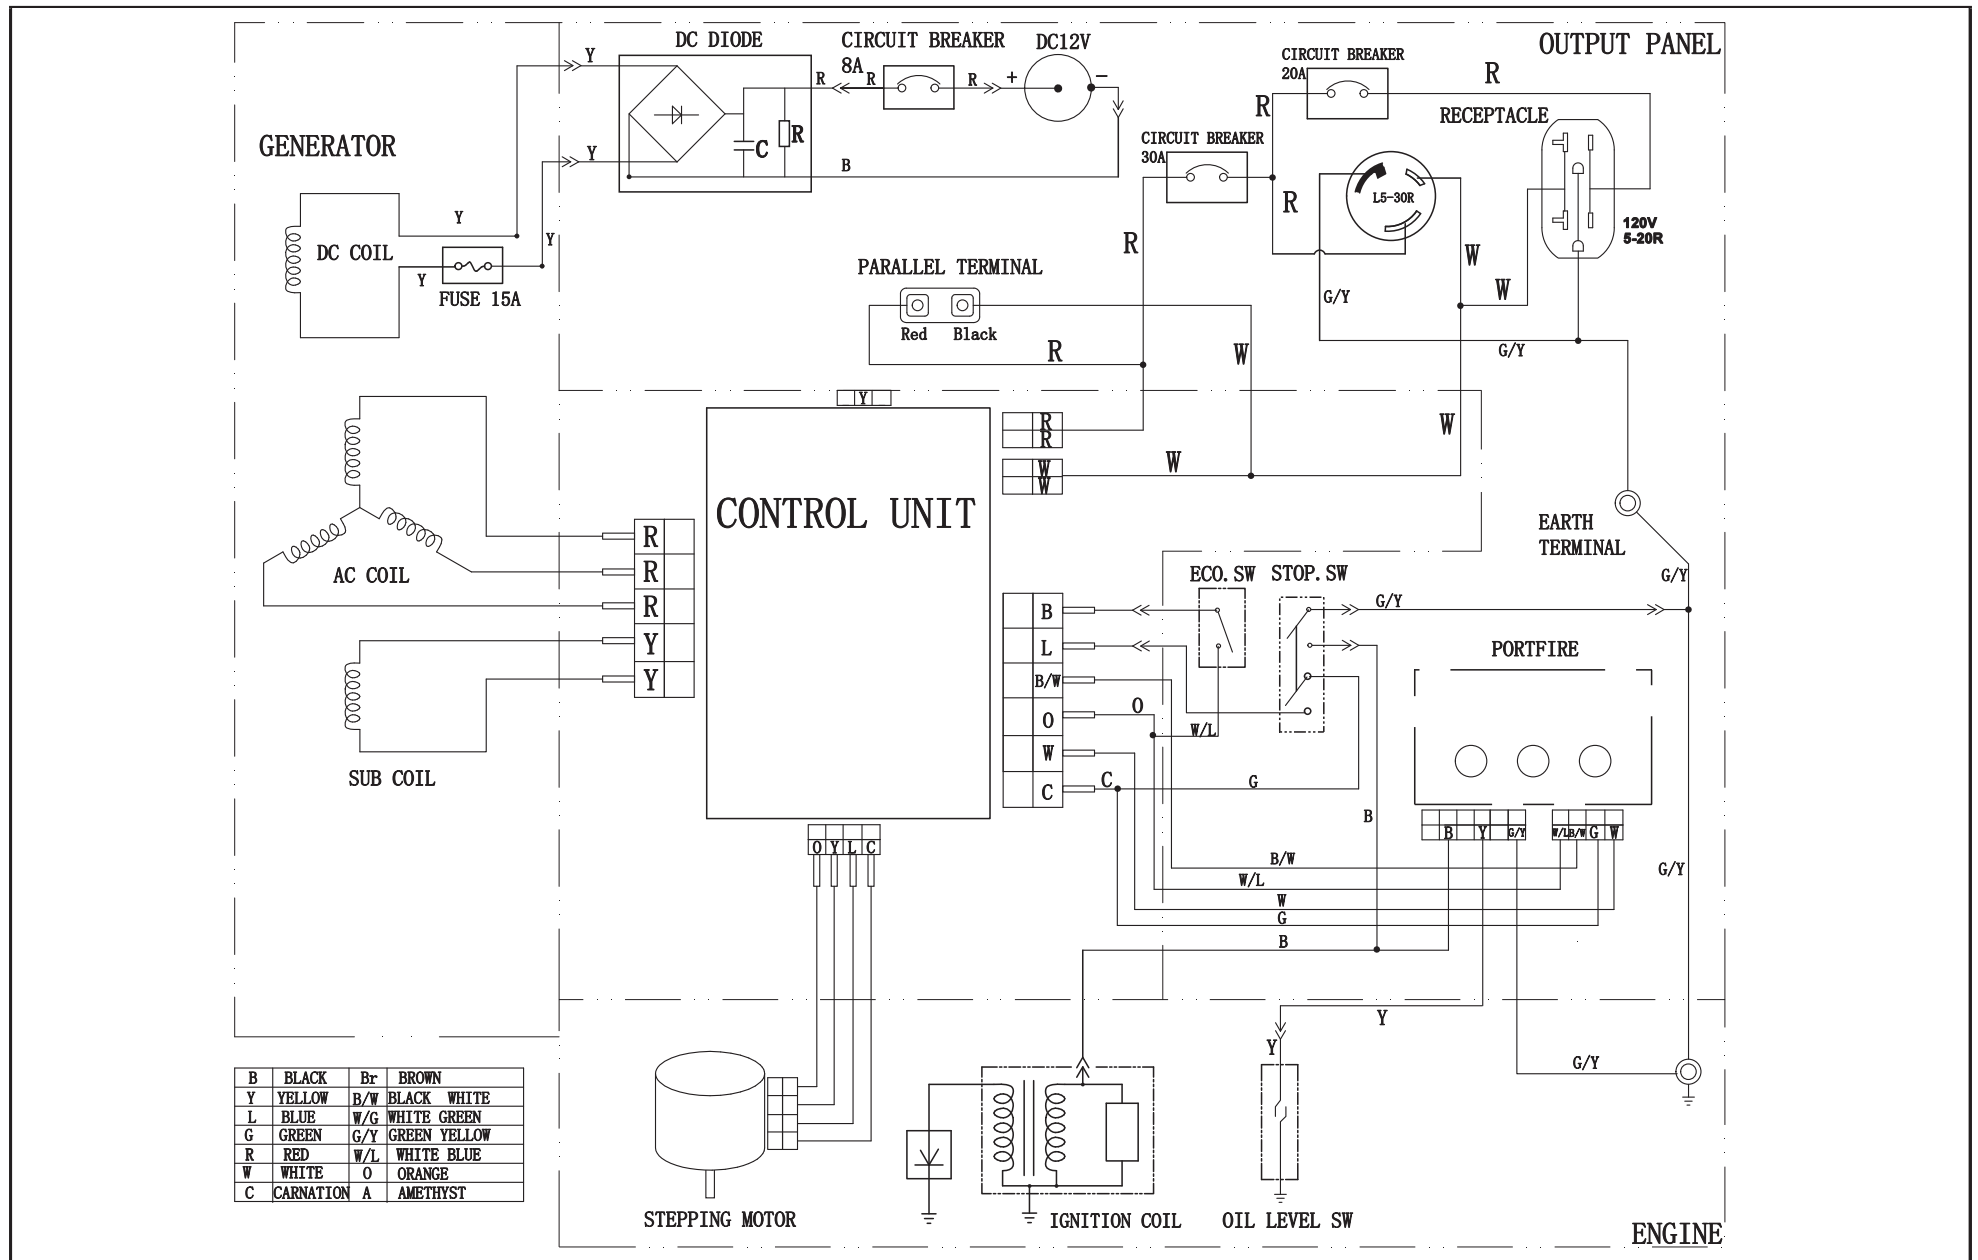 DC DIODE
CIRCUIT BREAKER
8A
DC12V
OUTPUT PANEL
CIRCUIT BREAKER
20A
R
R
RECEPTACLE
Y
Y
R
R
R
+
−
C
R
B
GENERATOR
CIRCUIT BREAKER
30A
R
R
L5-30R
120V
5-20R
W
W
G/Y
G/Y
DC COIL
Y
Y
Y
FUSE 15A
PARALLEL TERMINAL
Red
Black
R
W
W
Y
R
R
W
W
W
CONTROL UNIT
AC COIL
R
R
R
Y
Y
SUB COIL
EARTH
TERMINAL
G/Y
ECO.SW
STOP.SW
G/Y
B
L
B/W
O
W
C
O
W/L
C
G
B
PORTFIRE
B
Y
G/Y
W/L
B/W
G
W
O
Y
L
C
B/W
W/L
W
G
B
G/Y
Y
Y
G/Y
B BLACK Br BROWN
Y YELLOW B/W BLACK WHITE
L BLUE W/G WHITE GREEN
G GREEN G/Y GREEN YELLOW
R RED W/L WHITE BLUE
W WHITE O ORANGE
C CARNATION A AMETHYST
STEPPING MOTOR
IGNITION COIL
OIL LEVEL SW
ENGINE